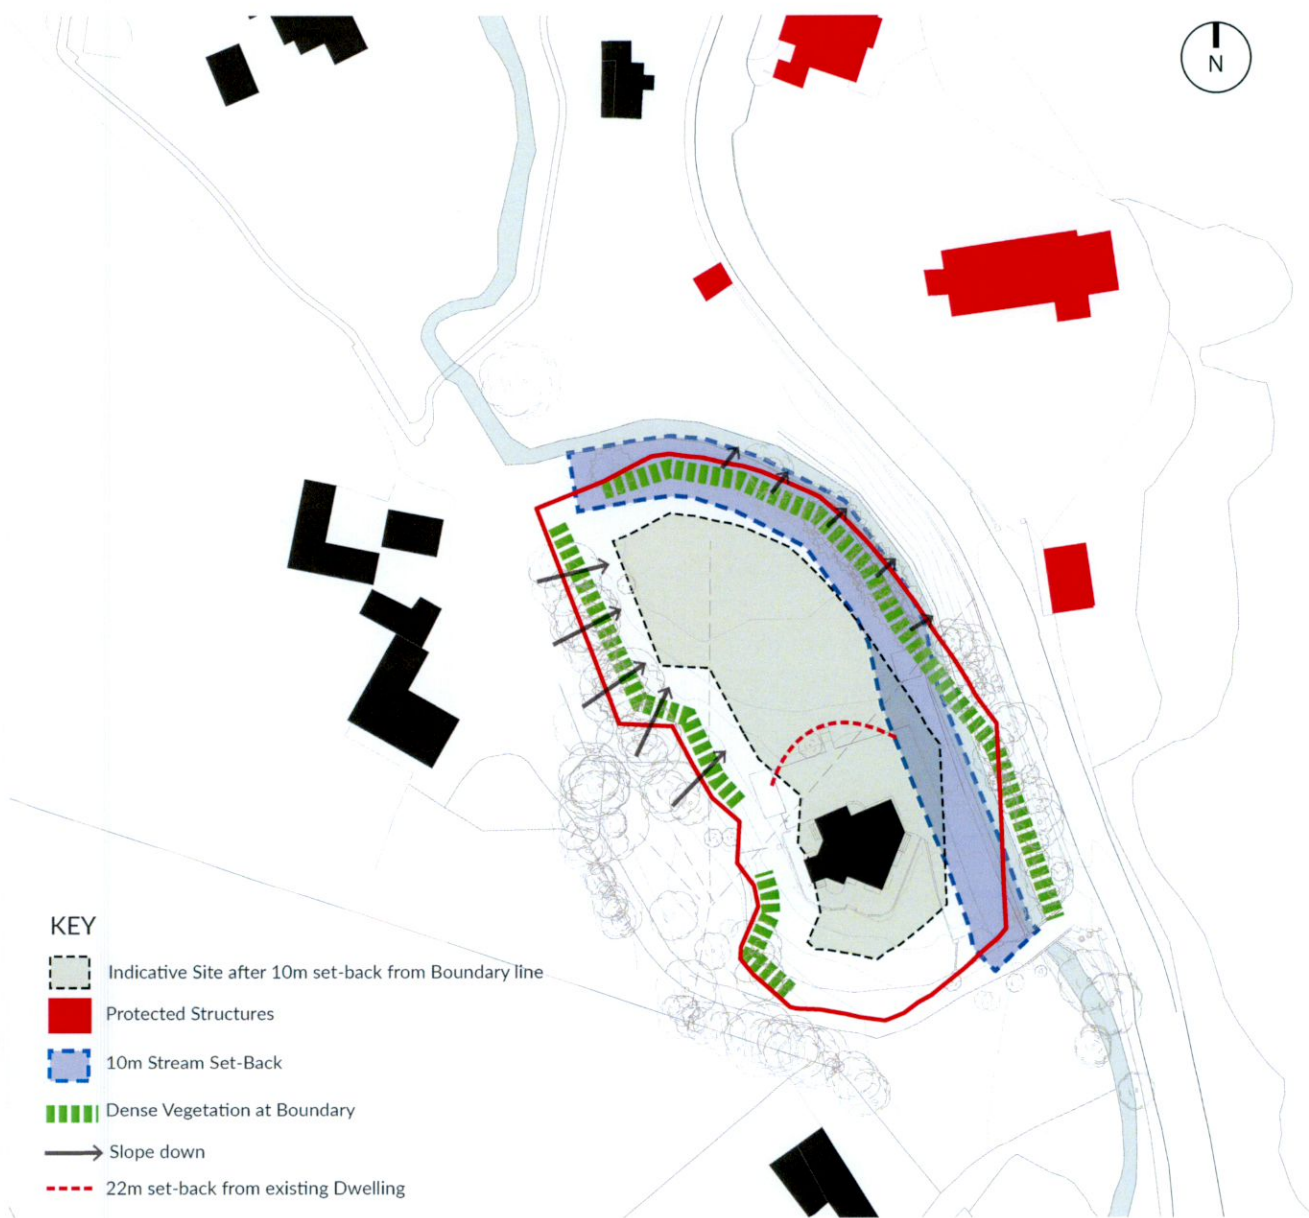 N
KEY
Indicative Site after 10m set-back from Boundary line
Protected Structures
10m Stream Set-Back
Dense Vegetation at Boundary
Slope down
22m set-back from existing Dwelling